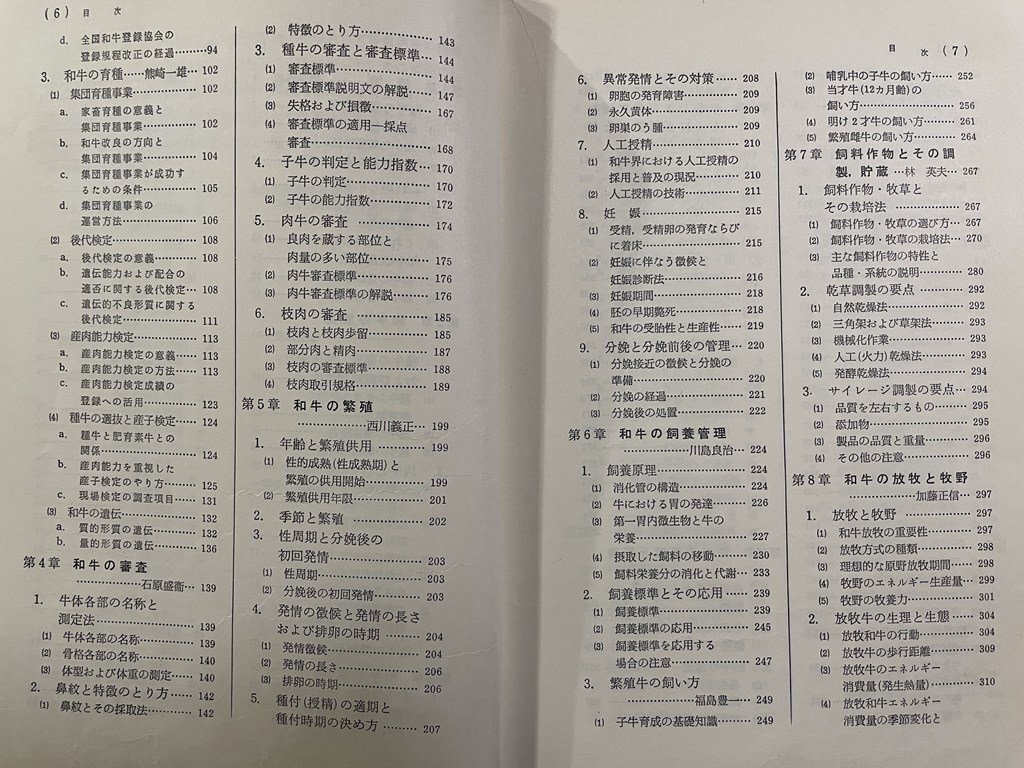 (6) 目 次
d. 全国和牛登録協会の
登録規程改正の経過………94
3. 和牛の育種……熊崎一雄… 102
(1) 集団育種事業………… 102
a. 家畜育種の意義と
集団育種事業………… 102
b. 和牛改良の方向と
集団育種事業………… 104
c. 集団育種事業が成功す
るための条件………… 105
d. 集団育種事業の
運営方法……………… 106
(2) 後代検定……………… 108
a. 後代検定の意義……… 108
b. 遺伝能力および配合の
適否に関する後代検定… 108
c. 遺伝的不良形質に関する
後代検定……………… 111
(3) 産肉能力検定………… 113
a. 産肉能力検定の意義… 113
b. 産肉能力検定の方法… 113
c. 産肉能力検定成績の
登録への活用………… 123
(4) 種牛の選抜と産子検定… 124
a. 種牛と肥育素牛との
関係…………………… 124
b. 産肉能力を重視した
産子検定のやり方…… 125
c. 現場検定の調査項目… 131
(3) 和牛の遺伝…………… 132
a. 質的形質の遺伝……… 132
b. 量的形質の遺伝……… 136
第4章 和牛の審査
……………石原盛衛… 139
1. 牛体各部の名称と
測定法……………… 139
(1) 牛体各部の名称……… 139
(2) 骨格各部の名称……… 140
(3) 体型および体重の測定… 140
2. 鼻紋と特徴のとり方…… 142
(1) 鼻紋とその採取法…… 142
(2) 特徴のとり方………… 143
3. 種牛の審査と審査標準… 144
(1) 審査標準……………… 144
(2) 審査標準説明文の解説… 147
(3) 失格および損徴……… 167
(4) 審査標準の適用―採点
審査…………………… 168
4. 子牛の判定と能力指数… 170
(1) 子牛の判定…………… 170
(2) 子牛の能力指数……… 172
5. 肉牛の審査…………… 174
(1) 良肉を蔵する部位と
肉量の多い部位……… 175
(2) 肉牛審査標準………… 176
(3) 肉牛審査標準の解説… 176
6. 枝肉の審査…………… 185
(1) 枝肉と枝肉歩留……… 185
(2) 部分肉と精肉………… 187
(3) 枝肉の審査標準……… 188
(4) 枝肉取引規格………… 189
第5章 和牛の繁殖
……………西川義正… 199
1. 年齢と繁殖供用……… 199
(1) 性的成熟(性成熟期)と
繁殖の供用開始……… 199
(2) 繁殖供用年限………… 201
2. 季節と繁殖 ………… 202
3. 性周期と分娩後の
初回発情…………… 203
(1) 性周期………………… 203
(2) 分娩後の初回発情…… 203
4. 発情の徴候と発情の長さ
および排卵の時期 …… 204
(1) 発情徴候……………… 204
(2) 発情の長さ…………… 206
(3) 排卵の時期…………… 206
5. 種付(授精)の適期と
種付時期の決め方 …… 207
目 次 (7)
6. 異常発情とその対策…… 208
(1) 卵胞の発育障害……… 209
(2) 永久黄体……………… 209
(3) 卵巣のう腫…………… 209
7. 人工授精……………… 210
(1) 和牛界における人工授精の
採用と普及の現況…… 210
(2) 人工授精の技術……… 211
8. 妊 娠 ……………… 215
(1) 受精,受精卵の発育ならび
に着床………………… 215
(2) 妊娠に伴なう徴候と
妊娠診断法…………… 216
(3) 妊娠期間……………… 218
(4) 胚の早期斃死………… 218
(5) 和牛の受胎性と生産性… 219
9. 分娩と分娩前後の管理… 220
(1) 分娩接近の徴候と分娩の
準備…………………… 220
(2) 分娩の経過…………… 221
(3) 分娩後の処置………… 222
第6章 和牛の飼養管理
……………川島良治… 224
1. 飼養原理……………… 224
(1) 消化管の構造………… 224
(2) 牛における胃の発達… 226
(3) 第一胃内微生物と牛の
栄養…………………… 227
(4) 摂取した飼料の移動… 230
(5) 飼料栄養分の消化と代謝… 233
2. 飼養標準とその応用…… 239
(1) 飼養標準……………… 239
(2) 飼養標準の応用……… 245
(3) 飼養標準を応用する
場合の注意…………… 247
3. 繁殖牛の飼い方
……………福島豊一… 249
(1) 子牛育成の基礎知識… 249
(2) 哺乳中の子牛の飼い方… 252
(3) 当才牛(12ヵ月齢)の
飼い方………………… 256
(4) 明け2才牛の飼い方… 261
(5) 繁殖雌牛の飼い方…… 264
第7章 飼料作物とその調
製,貯蔵 …林 英夫… 267
1. 飼料作物・牧草と
その栽培法 ………… 267
(1) 飼料作物・牧草の選び方… 267
(2) 飼料作物・牧草の栽培法… 270
(3) 主な飼料作物の特性と
品種・系統の説明…… 280
2. 乾草調製の要点……… 292
(1) 自然乾燥法…………… 292
(2) 三角架および草架法… 293
(3) 機械化作業…………… 293
(4) 人工(火力)乾燥法…… 293
(5) 発酵乾燥法…………… 294
3. サイレージ調製の要点… 294
(1) 品質を左右するもの… 295
(2) 添加物………………… 295
(3) 製品の品質と重量…… 296
(4) その他の注意………… 296
第8章 和牛の放牧と牧野
……………加藤正信… 297
1. 放牧と牧野…………… 297
(1) 和牛放牧の重要性…… 297
(2) 放牧方式の種類……… 298
(3) 理想的な原野放牧期間… 298
(4) 牧野のエネルギー生産量… 299
(5) 牧野の牧養力………… 301
2. 放牧牛の生理と生態…… 304
(1) 放牧和牛の行動……… 304
(2) 放牧牛の歩行距離…… 309
(3) 放牧牛のエネルギー
消費量(発生熱量)…… 310
(4) 放牧和牛エネルギー
消費量の季節変化と